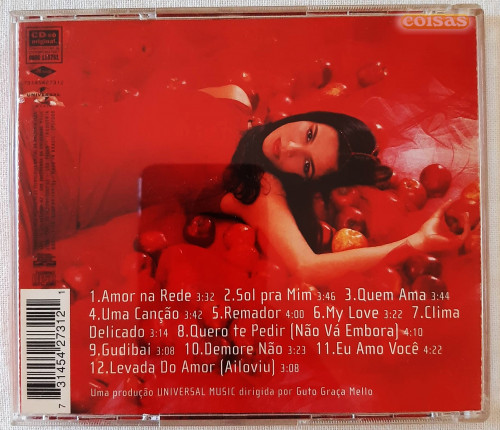 coisas
CD é o
original
UNIVERSAL
1.Amor na Rede 3:32 2.Sol pra Mim 3:46 3.Quem Ama 3:44
4.Uma Canção 3:42 5.Remador 4:00 6.My Love 3:22 7.Clima
Delicado 3:14 8.Quero te Pedir (Não Vá Embora) 4:10
9.Gudibai 3:08 10.Demore Não 3:23 11.Eu Amo Você 4:22
12.Levada Do Amor (Ailoviu) 3:08
Uma produção UNIVERSAL MUSIC dirigida por Guto Graça Mello
7 31454 27312 1